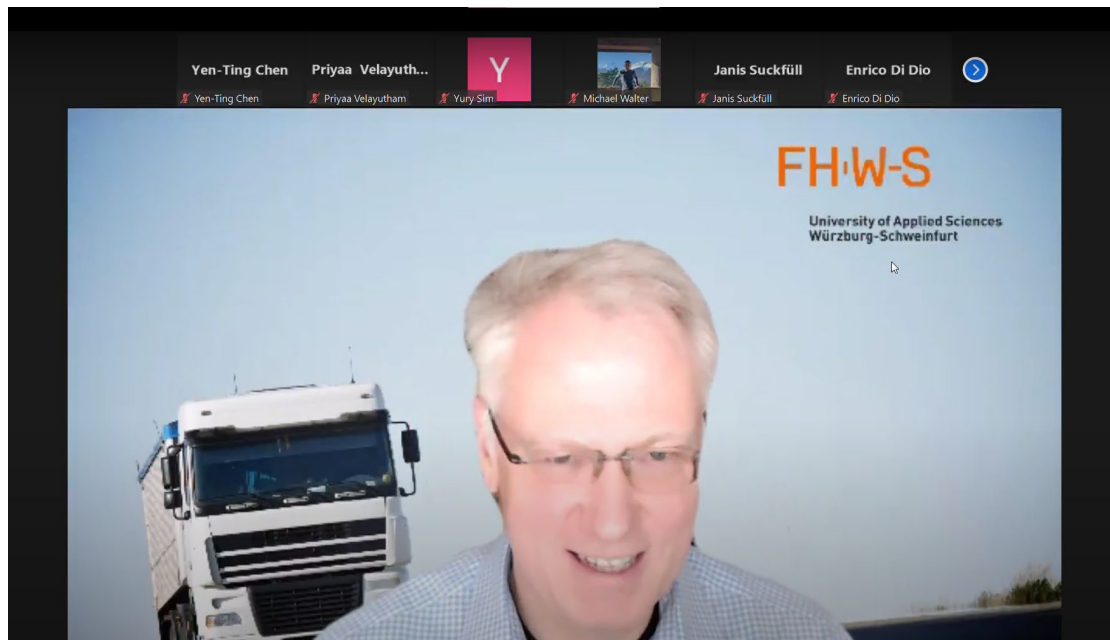 Yen-Ting Chen
Priyaa Velayuth...
Y
Janis Suckfüll
Enrico Di Dio
Yen-Ting Chen
Priyaa Velayutham
Yury Sim
Michael Walter
Janis Suckfüll
Enrico Di Dio
FH-W-S
University of Applied Sciences
Würzburg-Schweinfurt